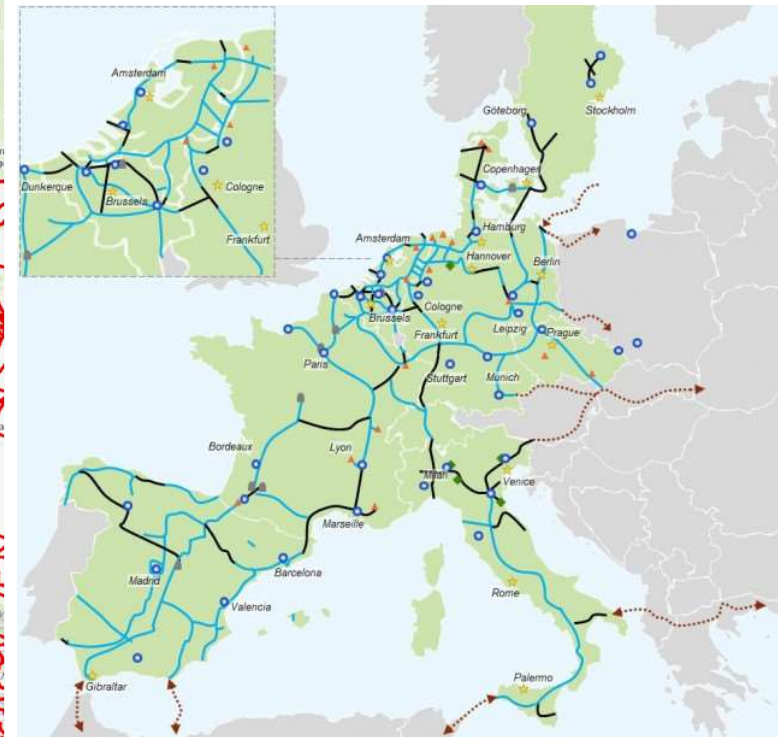 Amsterdam
Dunkerque
Brussels
Cologne
Frankfurt
Stockholm
Göteborg
Copenhagen
Hamburg
Amsterdam
Hannover
Berlin
Cologne
Brussels
Frankfurt
Leipzig
Prague
Paris
Stuttgart
Munich
Bordeaux
Lyon
Milan
Venice
Marseille
Madrid
Barcelona
Valencia
Rome
Gibraltar
Palermo